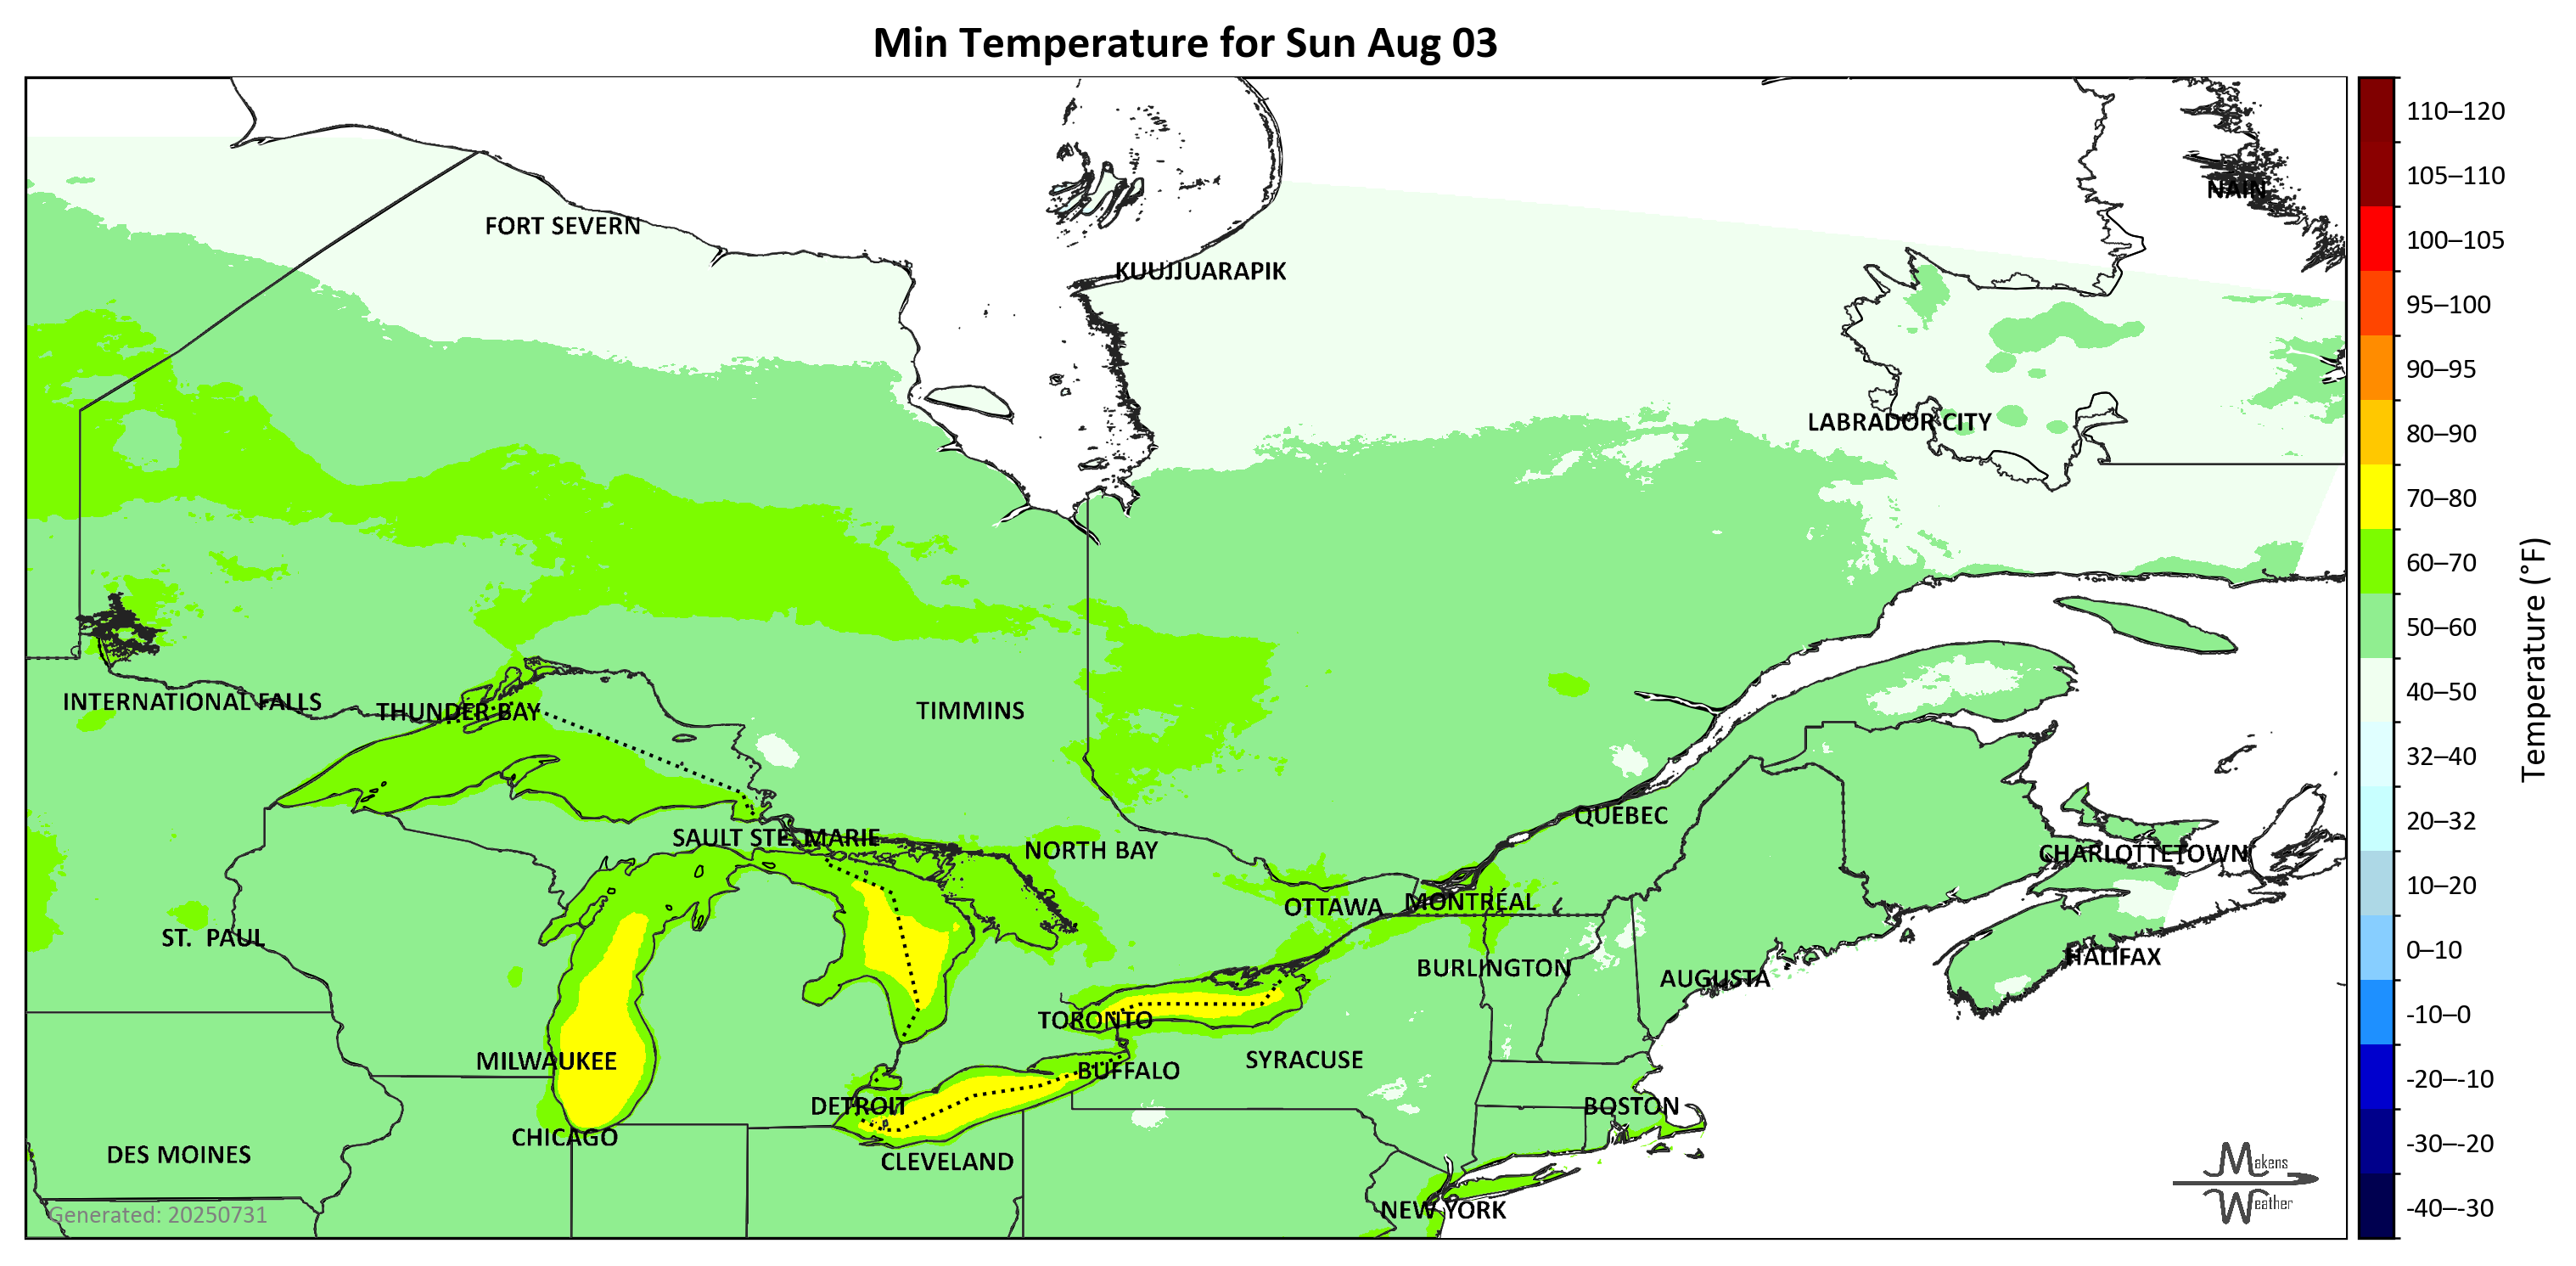 Min Temperature for Sun Aug 03
110–120
105–110
NAIN
FORT SEVERN
100–105
KUUJJUARAPIK
95–100
90–95
LABRADOR CITY
80–90
70–80
60–70
50–60
Temperature (°F)
INTERNATIONAL FALLS
THUNDER BAY
TIMMINS
40–50
32–40
QUEBEC
20–32
SAULT STE. MARIE
NORTH BAY
CHARLOTTETOWN
10–20
OTTAWA
MONTRÉAL
ST. PAUL
0–10
HALIFAX
BURLINGTON
AUGUSTA
TORONTO
-10–0
MILWAUKEE
SYRACUSE
BUFFALO
-20–-10
DETROIT
BOSTON
CHICAGO
-30–-20
DES MOINES
CLEVELAND
Makens
Weather
NEW YORK
-40–-30
Generated: 20250731